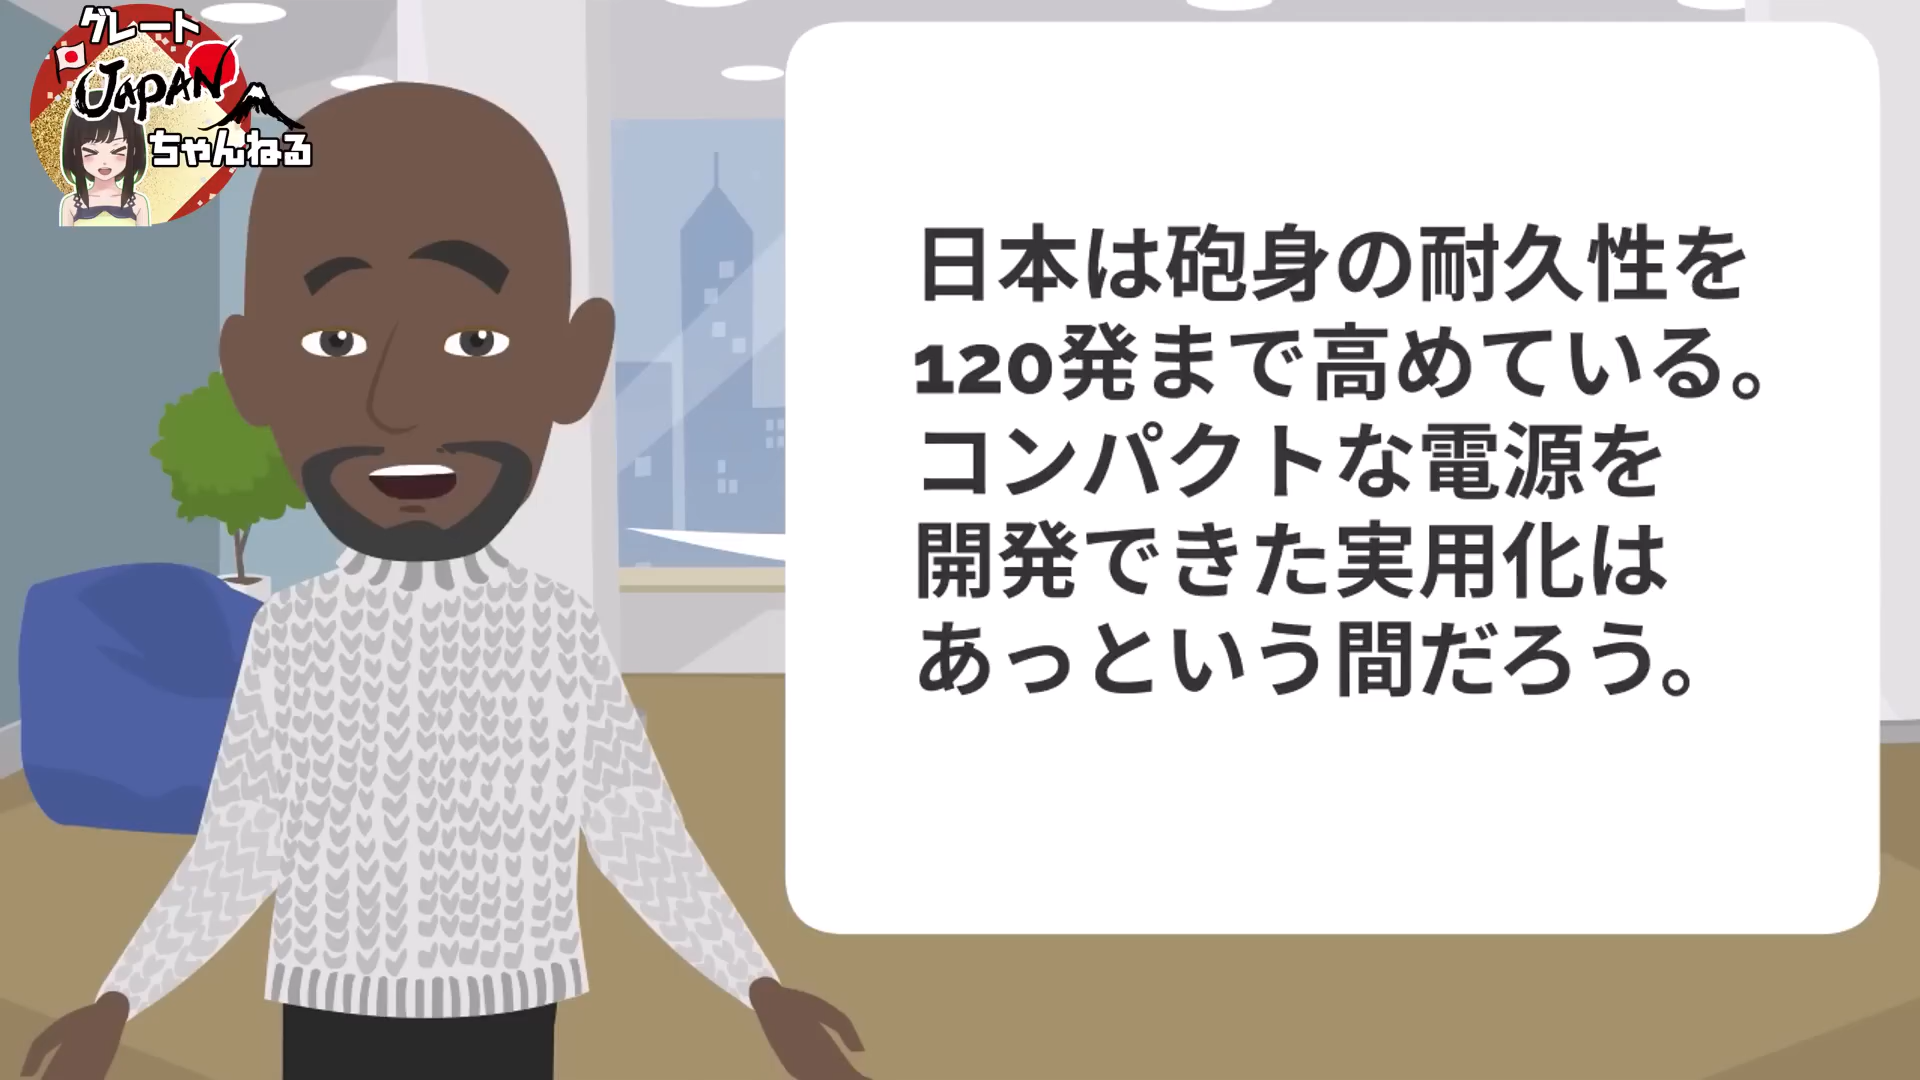 グレート
JAPAN
ちゃんねる
日本は砲身の耐久性を
120発まで高めている。
コンパクトな電源を
開発できた実用化は
あっという間だろう。